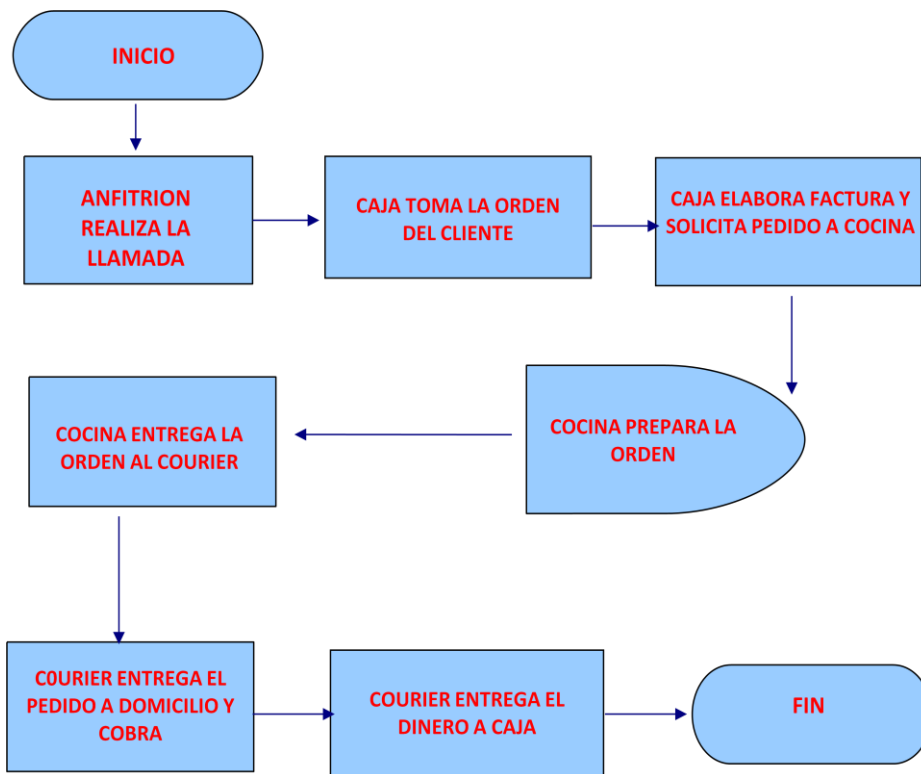 INICIO
ANFITRION
REALIZA LA
LLAMADA
CAJA TOMA LA ORDEN
DEL CLIENTE
CAJA ELABORA FACTURA Y
SOLICITA PEDIDO A COCINA
COCINA PREPARA LA
ORDEN
COCINA ENTREGA LA
ORDEN AL COURIER
C0URIER ENTREGA EL
PEDIDO A DOMICILIO Y
COBRA
COURIER ENTREGA EL
DINERO A CAJA
FIN